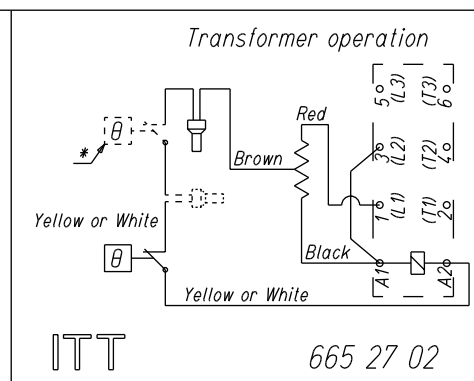 Transformer operation
5 (L3) (T3) 6
Red
θ
*
3 (L2) (T2) 4
Brown
Yellow or White
1 (L1) (T1) 2
θ
Black
A1 A2
Yellow or White
ITT
665 27 02